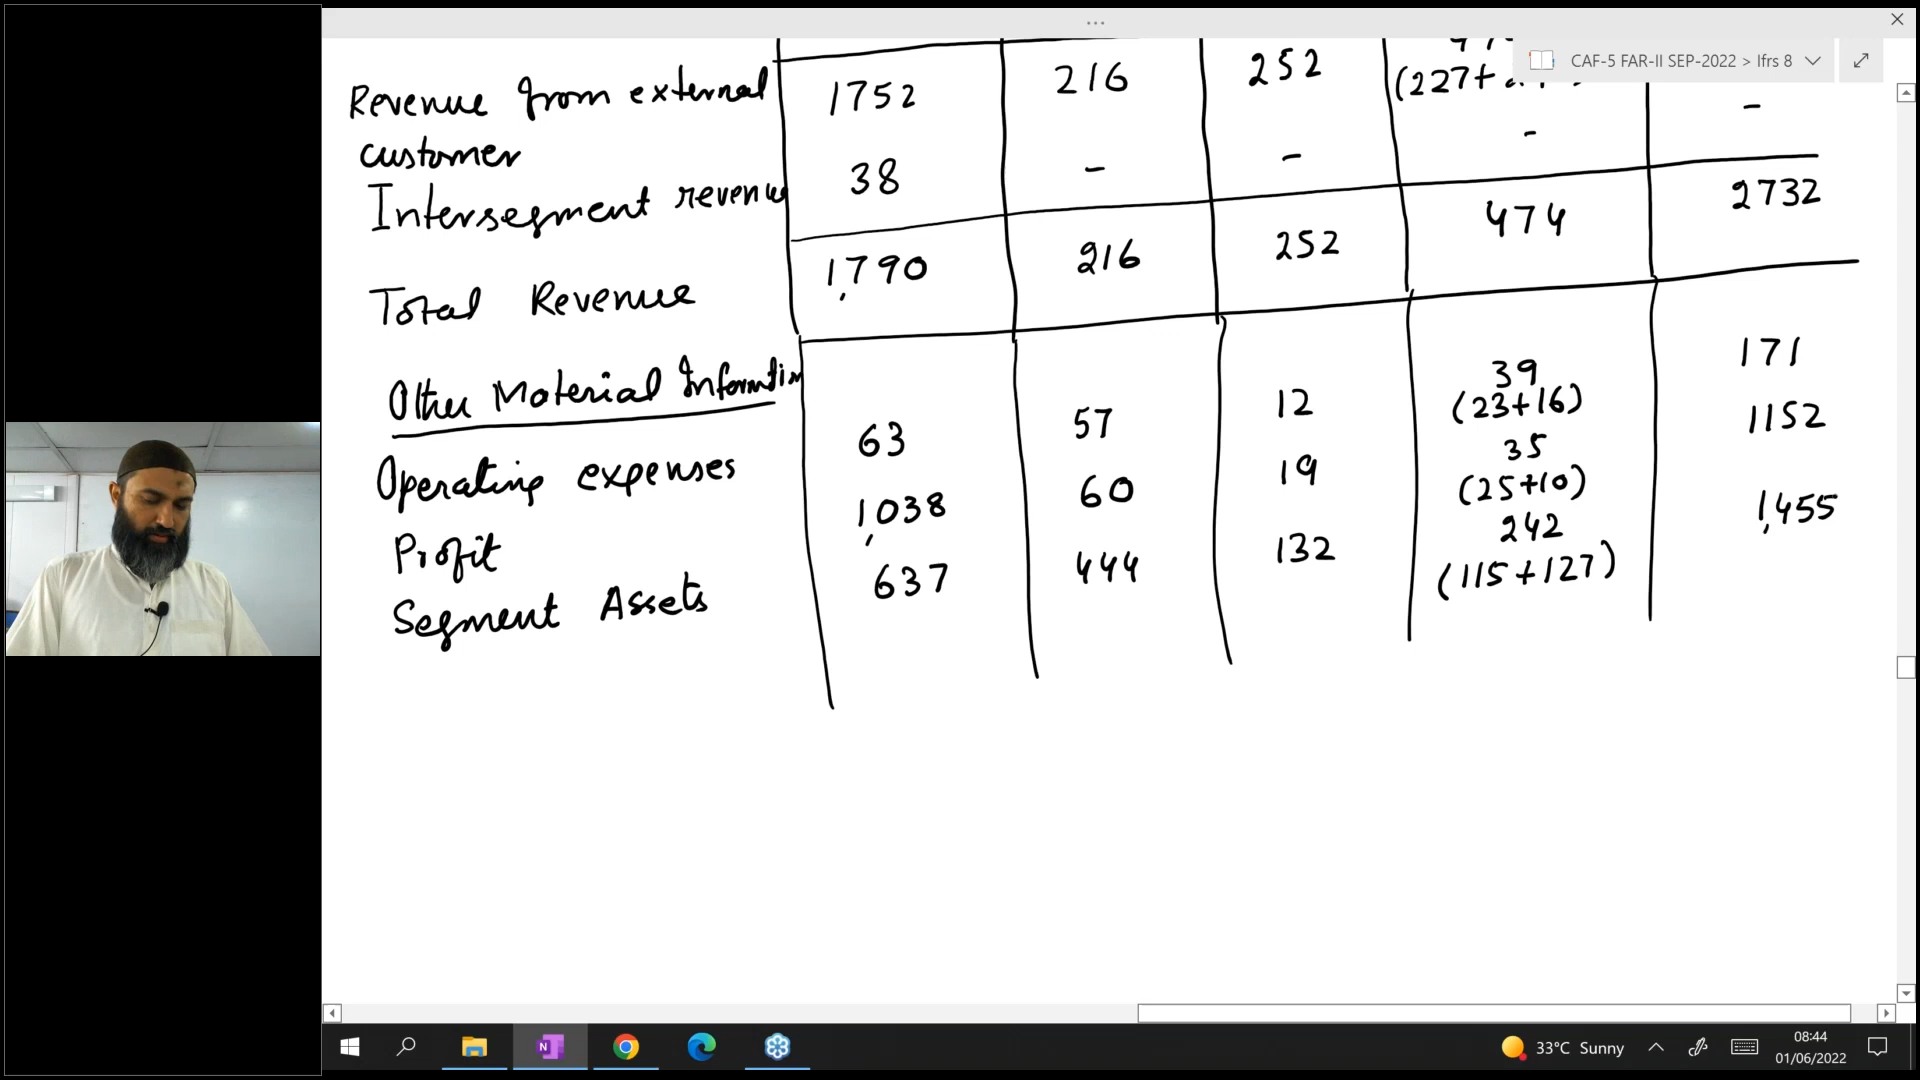 CAF-5 FAR-II SEP-2022 > Ifrs 8
Revenue from external 1752 216 252 (227+
customer - -
Intersegment revenue 38 - -
Total Revenue 1,790 216 252 474 2732
Other Material Information
Operating expenses 63 57 12 39 171
(23+16)
Profit 1,038 60 19 35 1152
(25+10)
Segment Assets 637 444 132 242 1,455
(115+127)
N
33°C Sunny
08:44
01/06/2022